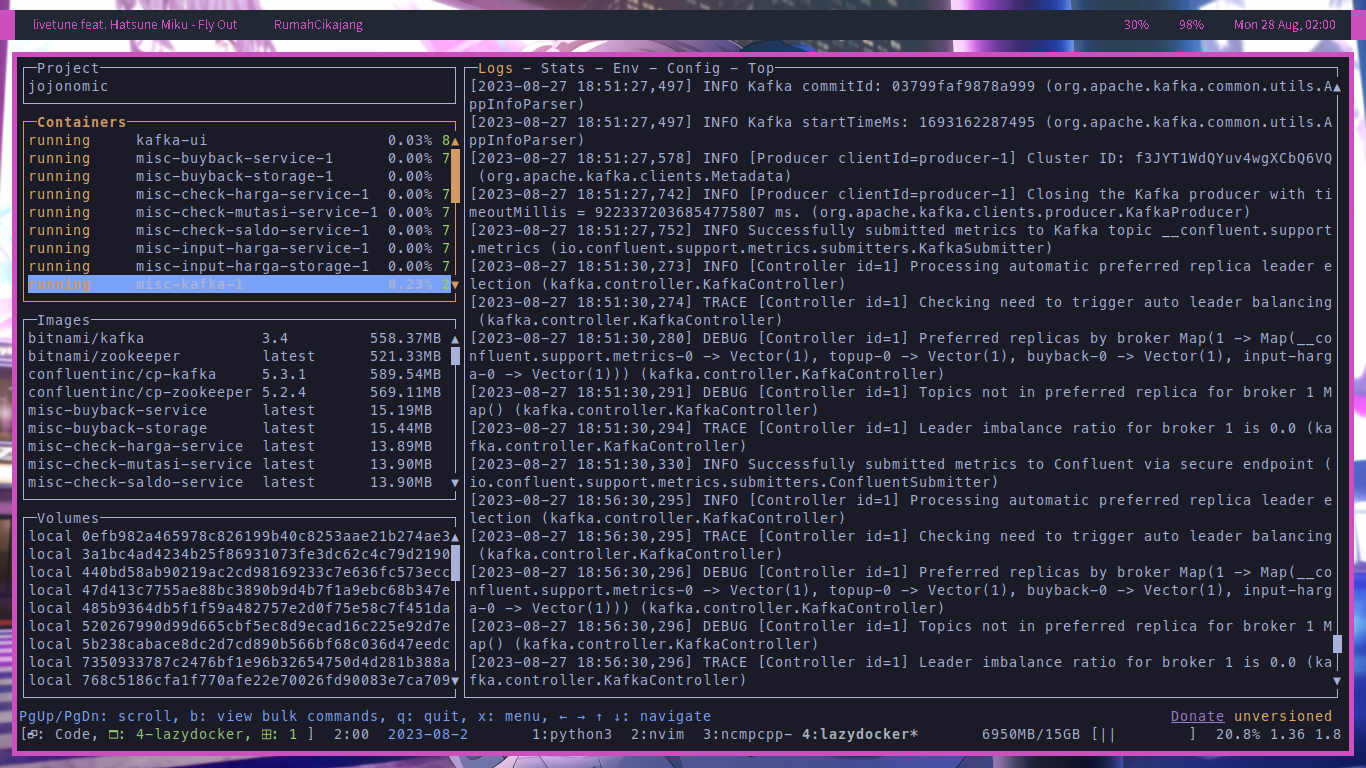 livetune feat. Hatsune Miku - Fly Out RumahCikajang 30% 98% Mon 28 Aug, 02:00
Project
jojonomic
Containers
running kafka-ui 0.03% 8
running misc-buyback-service-1 0.00% 7
running misc-buyback-storage-1 0.00%
running misc-check-harga-service-1 0.00% 7
running misc-check-mutasi-service-1 0.00% 7
running misc-check-saldo-service-1 0.00% 7
running misc-input-harga-service-1 0.00% 7
running misc-input-harga-storage-1 0.00% 7
running misc-kafka-1 0.23% 2
Images
bitnami/kafka 3.4 558.37MB
bitnami/zookeeper latest 521.33MB
confluentinc/cp-kafka 5.3.1 589.54MB
confluentinc/cp-zookeeper 5.2.4 569.11MB
misc-buyback-service latest 15.19MB
misc-buyback-storage latest 15.44MB
misc-check-harga-service latest 13.89MB
misc-check-mutasi-service latest 13.90MB
misc-check-saldo-service latest 13.90MB
Volumes
local 0efb982a465978c826199b40c8253aae21b274ae3
local 3a1bc4ad4234b25f86931073fe3dc62c4c79d2190
local 440bd58ab90219ac2cd98169233c7e636fc573ecc
local 47d413c7755ae88bc3890b9d4b7f1a9ebc68b347e
local 485b9364db5f1f59a482757e2d0f75e58c7f451da
local 520267990d99d665cbf5ec8d9ecad16c225e92d7e
local 5b238cabace8dc2d7cd890b566bf68c036d47eedc
local 7350933787c2476bf1e96b32654750d4d281b388a
local 768c5186cfa1f770afe22e70026fd90083e7ca709
Logs - Stats - Env - Config - Top
[2023-08-27 18:51:27,497] INFO Kafka commitId: 03799faf9878a999 (org.apache.kafka.common.utils.A
ppInfoParser)
[2023-08-27 18:51:27,497] INFO Kafka startTimeMs: 1693162287495 (org.apache.kafka.common.utils.A
ppInfoParser)
[2023-08-27 18:51:27,578] INFO [Producer clientId=producer-1] Cluster ID: f3JYT1WdQYuv4wgXCbQ6VQ
(org.apache.kafka.clients.Metadata)
[2023-08-27 18:51:27,742] INFO [Producer clientId=producer-1] Closing the Kafka producer with ti
meoutMillis = 9223372036854775807 ms. (org.apache.kafka.clients.producer.KafkaProducer)
[2023-08-27 18:51:27,752] INFO Successfully submitted metrics to Kafka topic __confluent.support
.metrics (io.confluent.support.metrics.submitters.KafkaSubmitter)
[2023-08-27 18:51:30,273] INFO [Controller id=1] Processing automatic preferred replica leader e
lection (kafka.controller.KafkaController)
[2023-08-27 18:51:30,274] TRACE [Controller id=1] Checking need to trigger auto leader balancing
(kafka.controller.KafkaController)
[2023-08-27 18:51:30,280] DEBUG [Controller id=1] Preferred replicas by broker Map(1 -> Map(__co
nfluent.support.metrics-0 -> Vector(1), topup-0 -> Vector(1), buyback-0 -> Vector(1), input-harg
a-0 -> Vector(1))) (kafka.controller.KafkaController)
[2023-08-27 18:51:30,291] DEBUG [Controller id=1] Topics not in preferred replica for broker 1 M
ap() (kafka.controller.KafkaController)
[2023-08-27 18:51:30,294] TRACE [Controller id=1] Leader imbalance ratio for broker 1 is 0.0 (ka
fka.controller.KafkaController)
[2023-08-27 18:51:30,330] INFO Successfully submitted metrics to Confluent via secure endpoint (
io.confluent.support.metrics.submitters.ConfluentSubmitter)
[2023-08-27 18:56:30,295] INFO [Controller id=1] Processing automatic preferred replica leader e
lection (kafka.controller.KafkaController)
[2023-08-27 18:56:30,295] TRACE [Controller id=1] Checking need to trigger auto leader balancing
(kafka.controller.KafkaController)
[2023-08-27 18:56:30,296] DEBUG [Controller id=1] Preferred replicas by broker Map(1 -> Map(__co
nfluent.support.metrics-0 -> Vector(1), topup-0 -> Vector(1), buyback-0 -> Vector(1), input-harg
a-0 -> Vector(1))) (kafka.controller.KafkaController)
[2023-08-27 18:56:30,296] DEBUG [Controller id=1] Topics not in preferred replica for broker 1 M
ap() (kafka.controller.KafkaController)
[2023-08-27 18:56:30,296] TRACE [Controller id=1] Leader imbalance ratio for broker 1 is 0.0 (ka
fka.controller.KafkaController)
PgUp/PgDn: scroll, b: view bulk commands, q: quit, x: menu, ← → ↑ ↓: navigate Donate unversioned
[🗗: Code, 🗖: 4-lazydocker, ⊞: 1 ] 2:00 2023-08-2 1:python3 2:nvim 3:ncmpcpp- 4:lazydocker* 6950MB/15GB [|| ] 20.8% 1.36 1.8